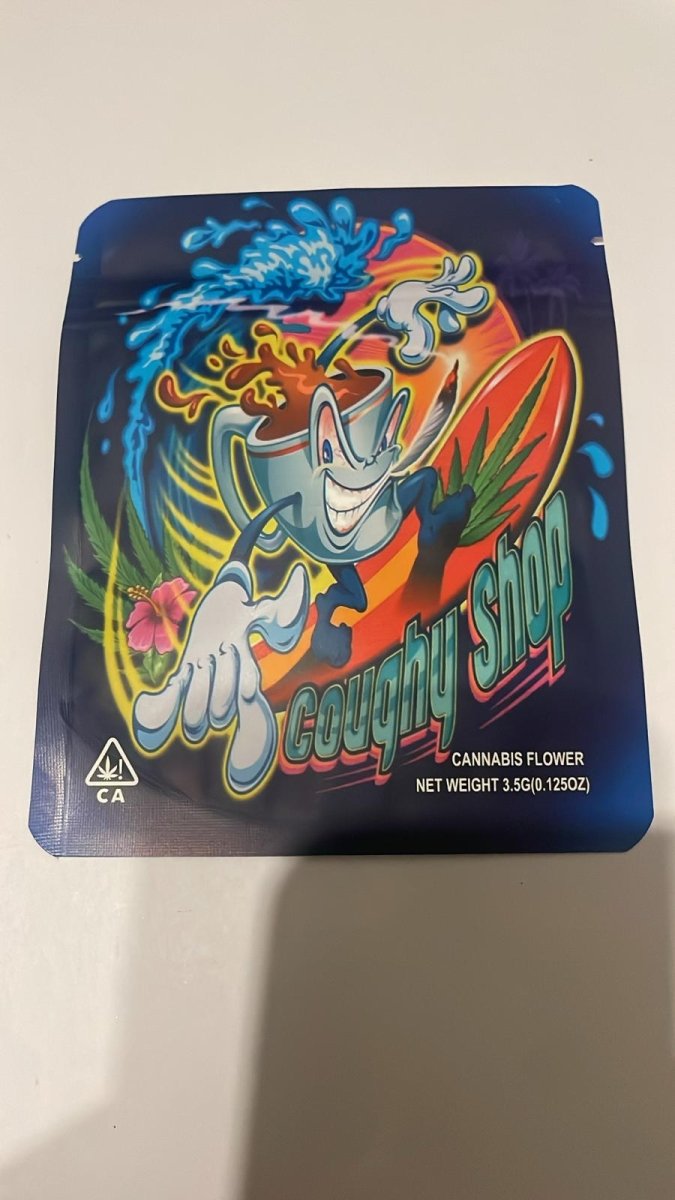 coughy shop
CANNABIS FLOWER
NET WEIGHT 3.5G(0.125OZ)
!
CA